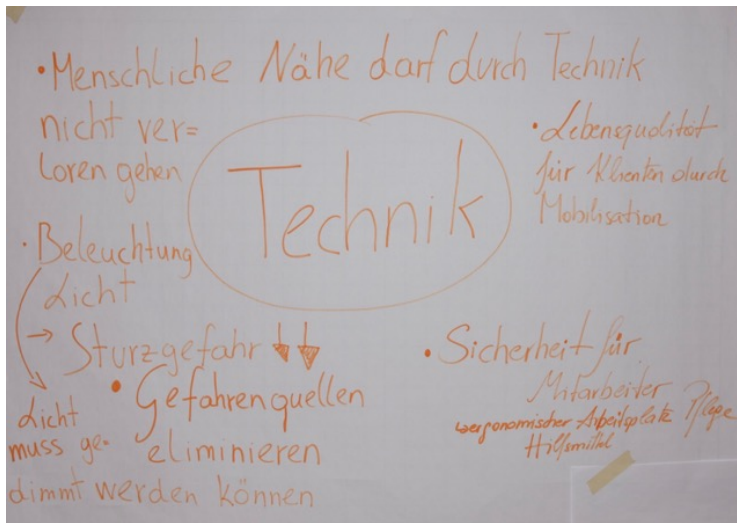 • Menschliche Nähe darf durch Technik
nicht ver=
loren gehen
Technik
• Lebensqualität
für Klienten durch
Mobilisation
• Beleuchtung
Licht
→ Sturzgefahr ↓↓
Licht
muss ge-
dimmt werden können
• Gefahrenquellen
eliminieren
• Sicherheit für
Mitarbeiter Pflege
ergonomischer Arbeitsplatz
Hilfsmittel